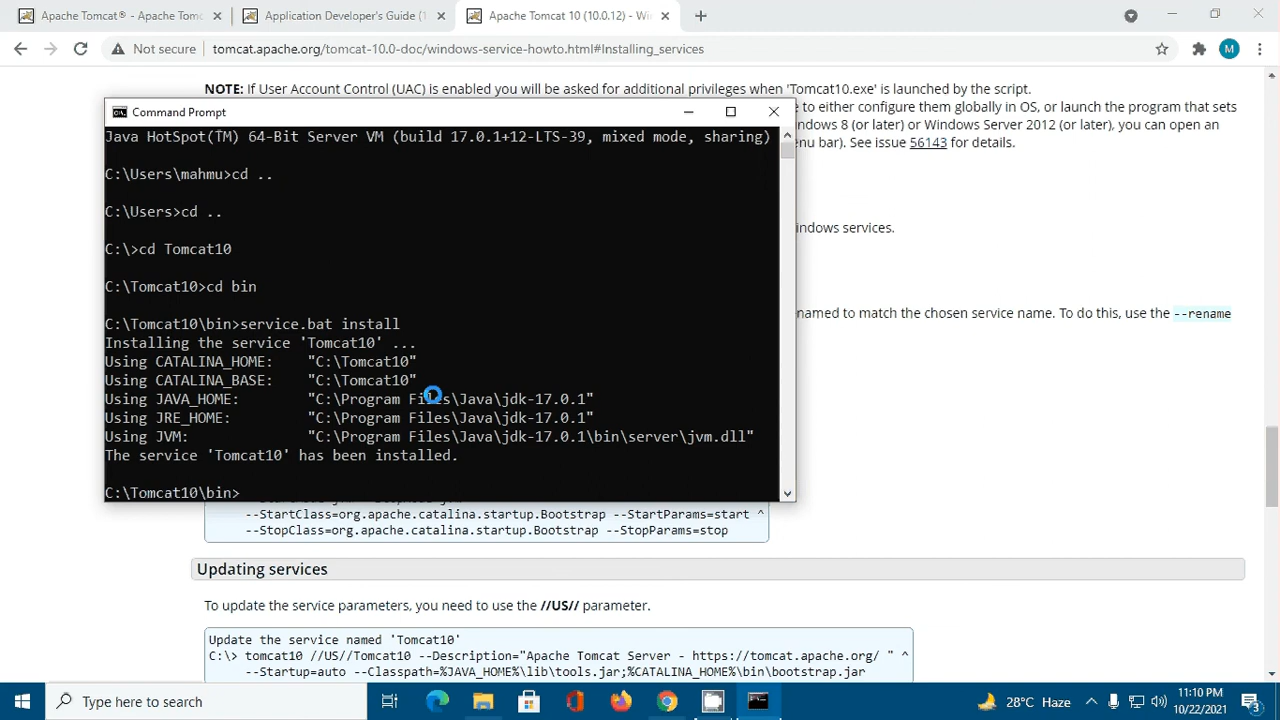 Apache Tomcat® - Apache Tomca
Application Developer's Guide (1
Apache Tomcat 10 (10.0.12) - Wi
Not secure
tomcat.apache.org/tomcat-10.0-doc/windows-service-howto.html#Installing_services
M
NOTE: If User Account Control (UAC) is enabled you will be asked for additional privileges when 'Tomcat10.exe' is launched by the script.
to either configure them globally in OS, or launch the program that sets
ndows 8 (or later) or Windows Server 2012 (or later), you can open an
nu bar). See issue 56143 for details.
indows services.
named to match the chosen service name. To do this, use the --rename
Command Prompt
Java HotSpot(TM) 64-Bit Server VM (build 17.0.1+12-LTS-39, mixed mode, sharing)
C:\Users\mahmu>cd ..
C:\Users>cd ..
C:\>cd Tomcat10
C:\Tomcat10>cd bin
C:\Tomcat10\bin>service.bat install
Installing the service 'Tomcat10' ...
Using CATALINA_HOME: "C:\Tomcat10"
Using CATALINA_BASE: "C:\Tomcat10"
Using JAVA_HOME: "C:\Program Files\Java\jdk-17.0.1"
Using JRE_HOME: "C:\Program Files\Java\jdk-17.0.1"
Using JVM: "C:\Program Files\Java\jdk-17.0.1\bin\server\jvm.dll"
The service 'Tomcat10' has been installed.
C:\Tomcat10\bin>
--StartClass=org.apache.catalina.startup.Bootstrap --StartParams=start ^
--StopClass=org.apache.catalina.startup.Bootstrap --StopParams=stop
Updating services
To update the service parameters, you need to use the //US// parameter.
Update the service named 'Tomcat10'
C:\> tomcat10 //US//Tomcat10 --Description="Apache Tomcat Server - https://tomcat.apache.org/ " ^
--Startup=auto --Classpath=%JAVA_HOME%\lib\tools.jar;%CATALINA_HOME%\bin\bootstrap.jar
Type here to search
28°C Haze
11:10 PM
10/22/2021
3